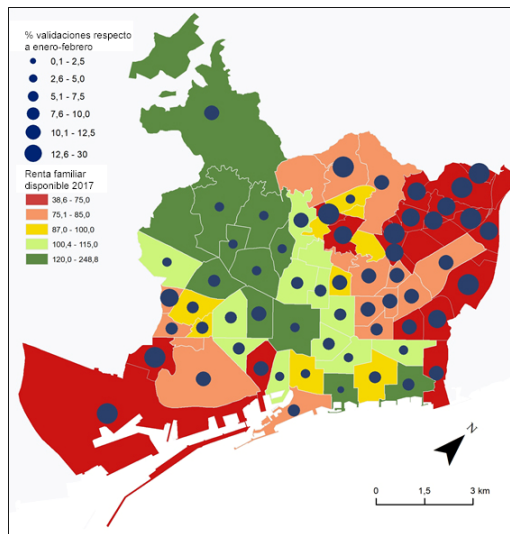 % validaciones respecto
a enero-febrero
0,1 - 2,5
2,6 - 5,0
5,1 - 7,5
7,6 - 10,0
10,1 - 12,5
12,6 - 30
Renta familiar
disponible 2017
38,6 - 75,0
75,1 - 85,0
87,0 - 100,0
100,4 - 115,0
120,0 - 248,8
N
0 1,5 3 km